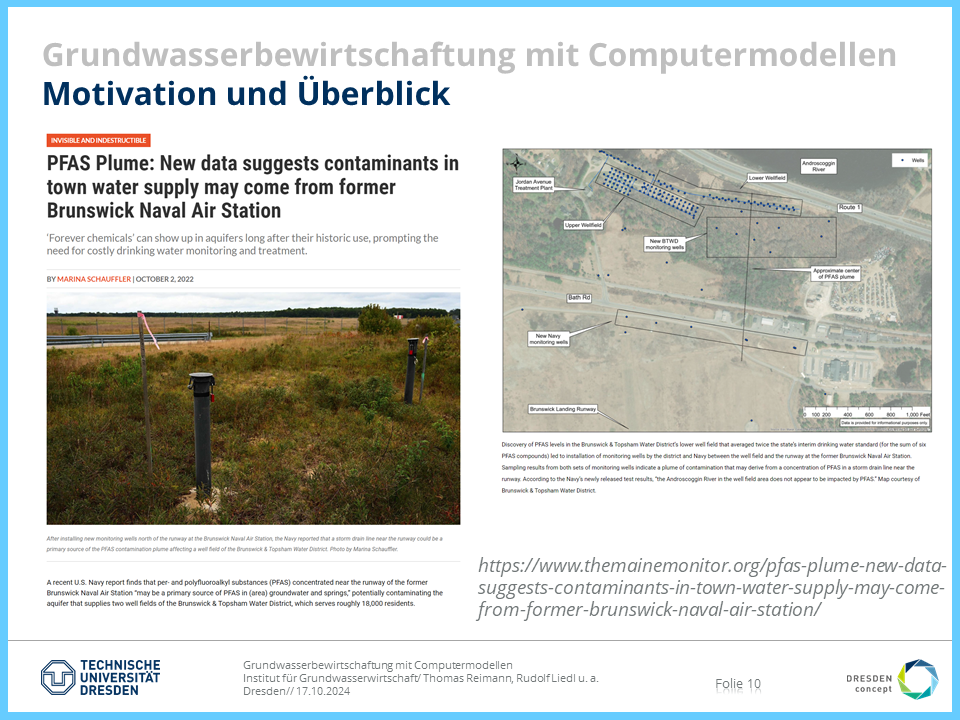 Grundwasserbewirtschaftung mit Computermodellen
Motivation und Überblick
INVISIBLE AND INDESTRUCTIBLE
PFAS Plume: New data suggests contaminants in
town water supply may come from former
Brunswick Naval Air Station
'Forever chemicals' can show up in aquifers long after their historic use, prompting the
need for costly drinking water monitoring and treatment.
BY MARINA SCHAUFFLER | OCTOBER 2, 2022
After installing new monitoring wells north of the runway at the Brunswick Naval Air Station, the Navy reported that a storm drain line near the runway could be a
primary source of the PFAS contamination plume affecting a well field of the Brunswick & Topsham Water District. Photo by Marina Schauffler.
A recent U.S. Navy report finds that per- and polyfluoroalkyl substances (PFAS) concentrated near the runway of the former
Brunswick Naval Air Station "may be a primary source of PFAS in (area) groundwater and springs," potentially contaminating the
aquifer that supplies two well fields of the Brunswick & Topsham Water District, which serves roughly 18,000 residents.
Wells
Androscoggin
River
Jordan Avenue
Treatment Plant
Lower Wellfield
Route 1
Upper Wellfield
New BTWD
monitoring wells
Approximate center
of PFAS plume
Bath Rd
New Navy
monitoring wells
Brunswick Landing Runway
0 100 200 400 600 800 1,000 Feet
Data is provided for informational purposes only.
Discovery of PFAS levels in the Brunswick & Topsham Water District's lower well field that averaged twice the state's interim drinking water standard (for the sum of six
PFAS compounds) led to installation of monitoring wells by the district and Navy between the well field and the runway at the former Brunswick Naval Air Station.
Sampling results from both sets of monitoring wells indicate a plume of contamination that may derive from a concentration of PFAS in a storm drain line near the
runway. According to the Navy's newly released test results, "the Androscoggin River in the well field area does not appear to be impacted by PFAS." Map courtesy of
Brunswick & Topsham Water District.
https://www.themainemonitor.org/pfas-plume-new-data-
suggests-contaminants-in-town-water-supply-may-come-
from-former-brunswick-naval-air-station/
TECHNISCHE
UNIVERSITÄT
DRESDEN
Grundwasserbewirtschaftung mit Computermodellen
Institut für Grundwasserwirtschaft/ Thomas Reimann, Rudolf Liedl u. a.
Dresden// 17.10.2024
Folie 10
DRESDEN
concept